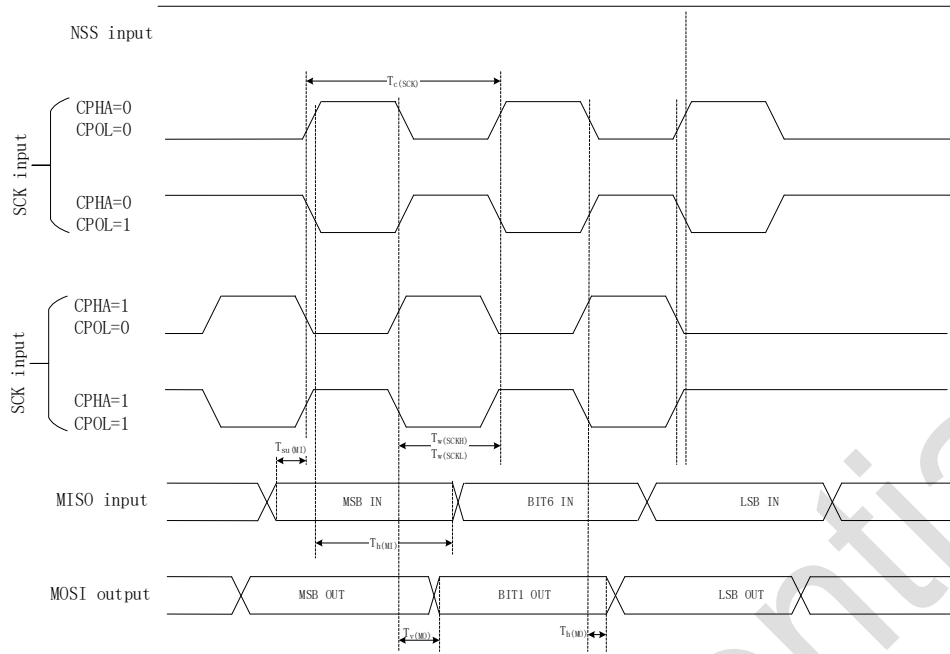 NSS input
Tc(SCK)
SCK input
CPHA=0
CPOL=0
CPHA=0
CPOL=1
SCK input
CPHA=1
CPOL=0
CPHA=1
CPOL=1
Tw(SCKH)
Tw(SCKL)
Tsu(MI)
MISO input
MSB IN
BIT6 IN
LSB IN
Th(MI)
MOSI output
MSB OUT
BIT1 OUT
LSB OUT
Tv(MO)
Th(MO)